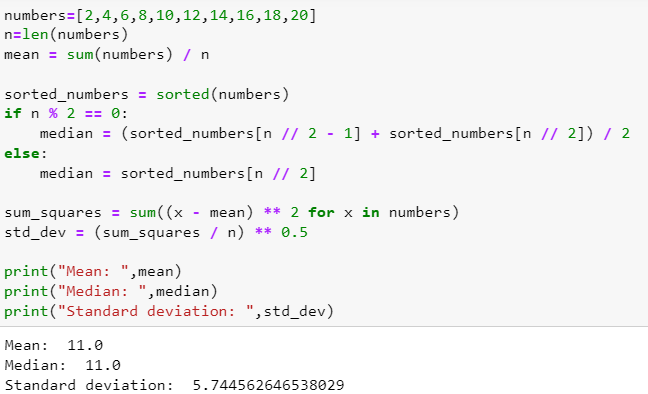 numbers=[2,4,6,8,10,12,14,16,18,20]
n=len(numbers)
mean = sum(numbers) / n
sorted_numbers = sorted(numbers)
if n % 2 == 0:
    median = (sorted_numbers[n // 2 - 1] + sorted_numbers[n // 2]) / 2
else:
    median = sorted_numbers[n // 2]
sum_squares = sum((x - mean) ** 2 for x in numbers)
std_dev = (sum_squares / n) ** 0.5
print("Mean: ",mean)
print("Median: ",median)
print("Standard deviation: ",std_dev)
Mean:  11.0
Median:  11.0
Standard deviation:  5.744562646538029